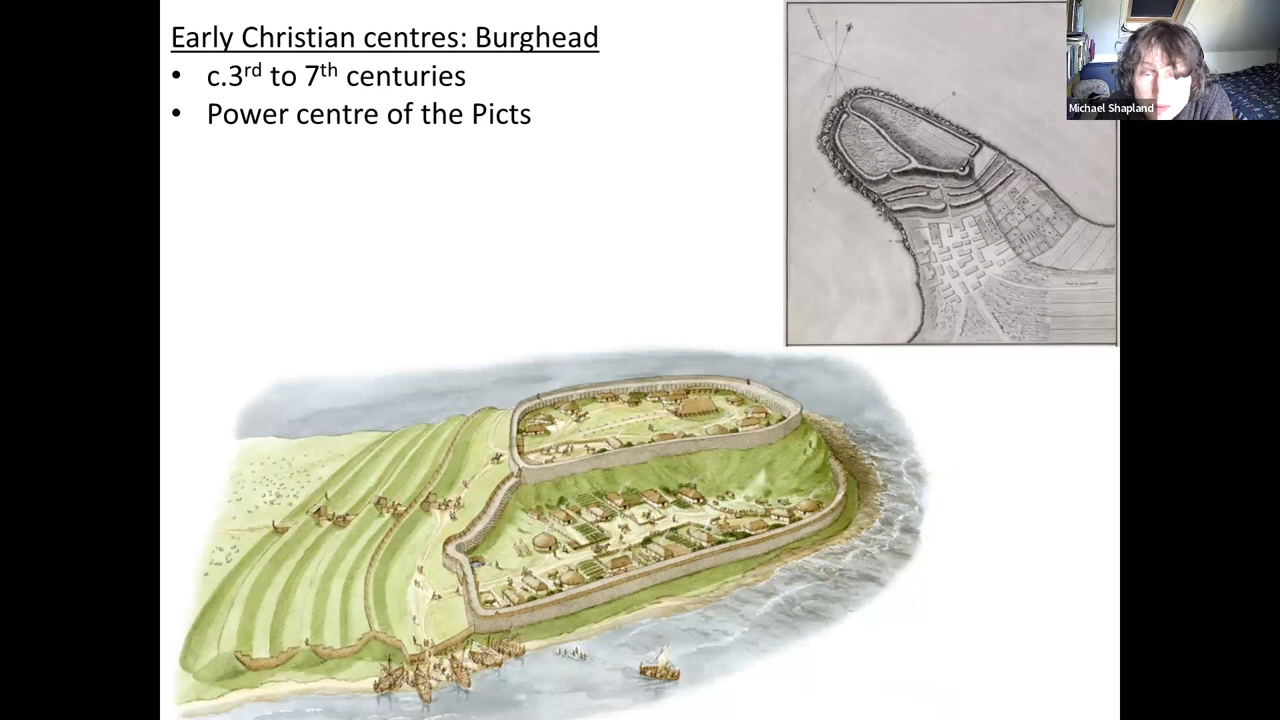 Early Christian centres: Burghead
• c.3rd to 7th centuries
• Power centre of the Picts
Michael Shapland